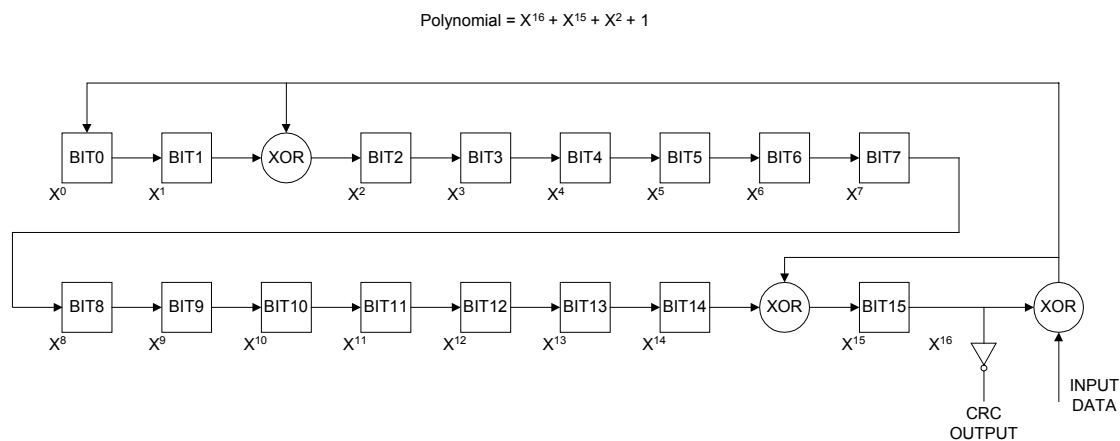 Polynomial = X¹⁶ + X¹⁵ + X² + 1
BIT0 BIT1 XOR BIT2 BIT3 BIT4 BIT5 BIT6 BIT7
X⁰ X¹ X² X³ X⁴ X⁵ X⁶ X⁷
BIT8 BIT9 BIT10 BIT11 BIT12 BIT13 BIT14 XOR BIT15 XOR
X⁸ X⁹ X¹⁰ X¹¹ X¹² X¹³ X¹⁴ X¹⁵ X¹⁶
INPUT
DATA
CRC
OUTPUT